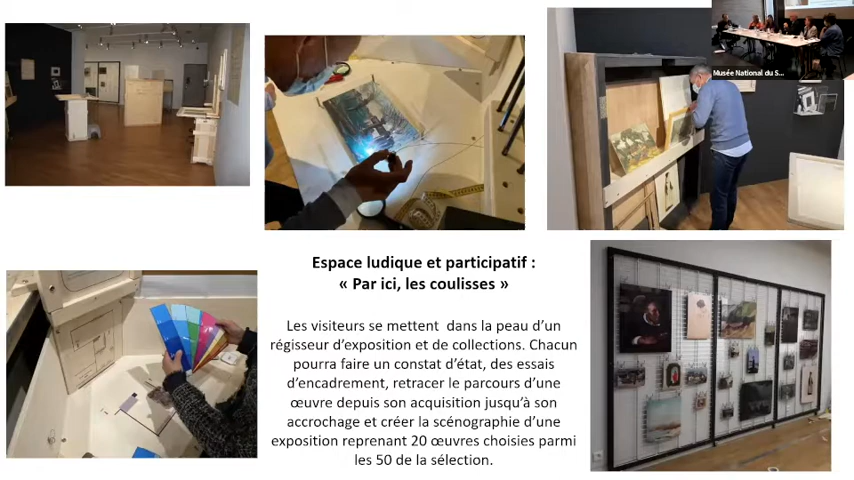 Musée National du S...
Espace ludique et participatif :
« Par ici, les coulisses »
Les visiteurs se mettent dans la peau d’un
régisseur d’exposition et de collections. Chacun
pourra faire un constat d’état, des essais
d’encadrement, retracer le parcours d’une
œuvre depuis son acquisition jusqu’à son
accrochage et créer la scénographie d’une
exposition reprenant 20 œuvres choisies parmi
les 50 de la sélection.